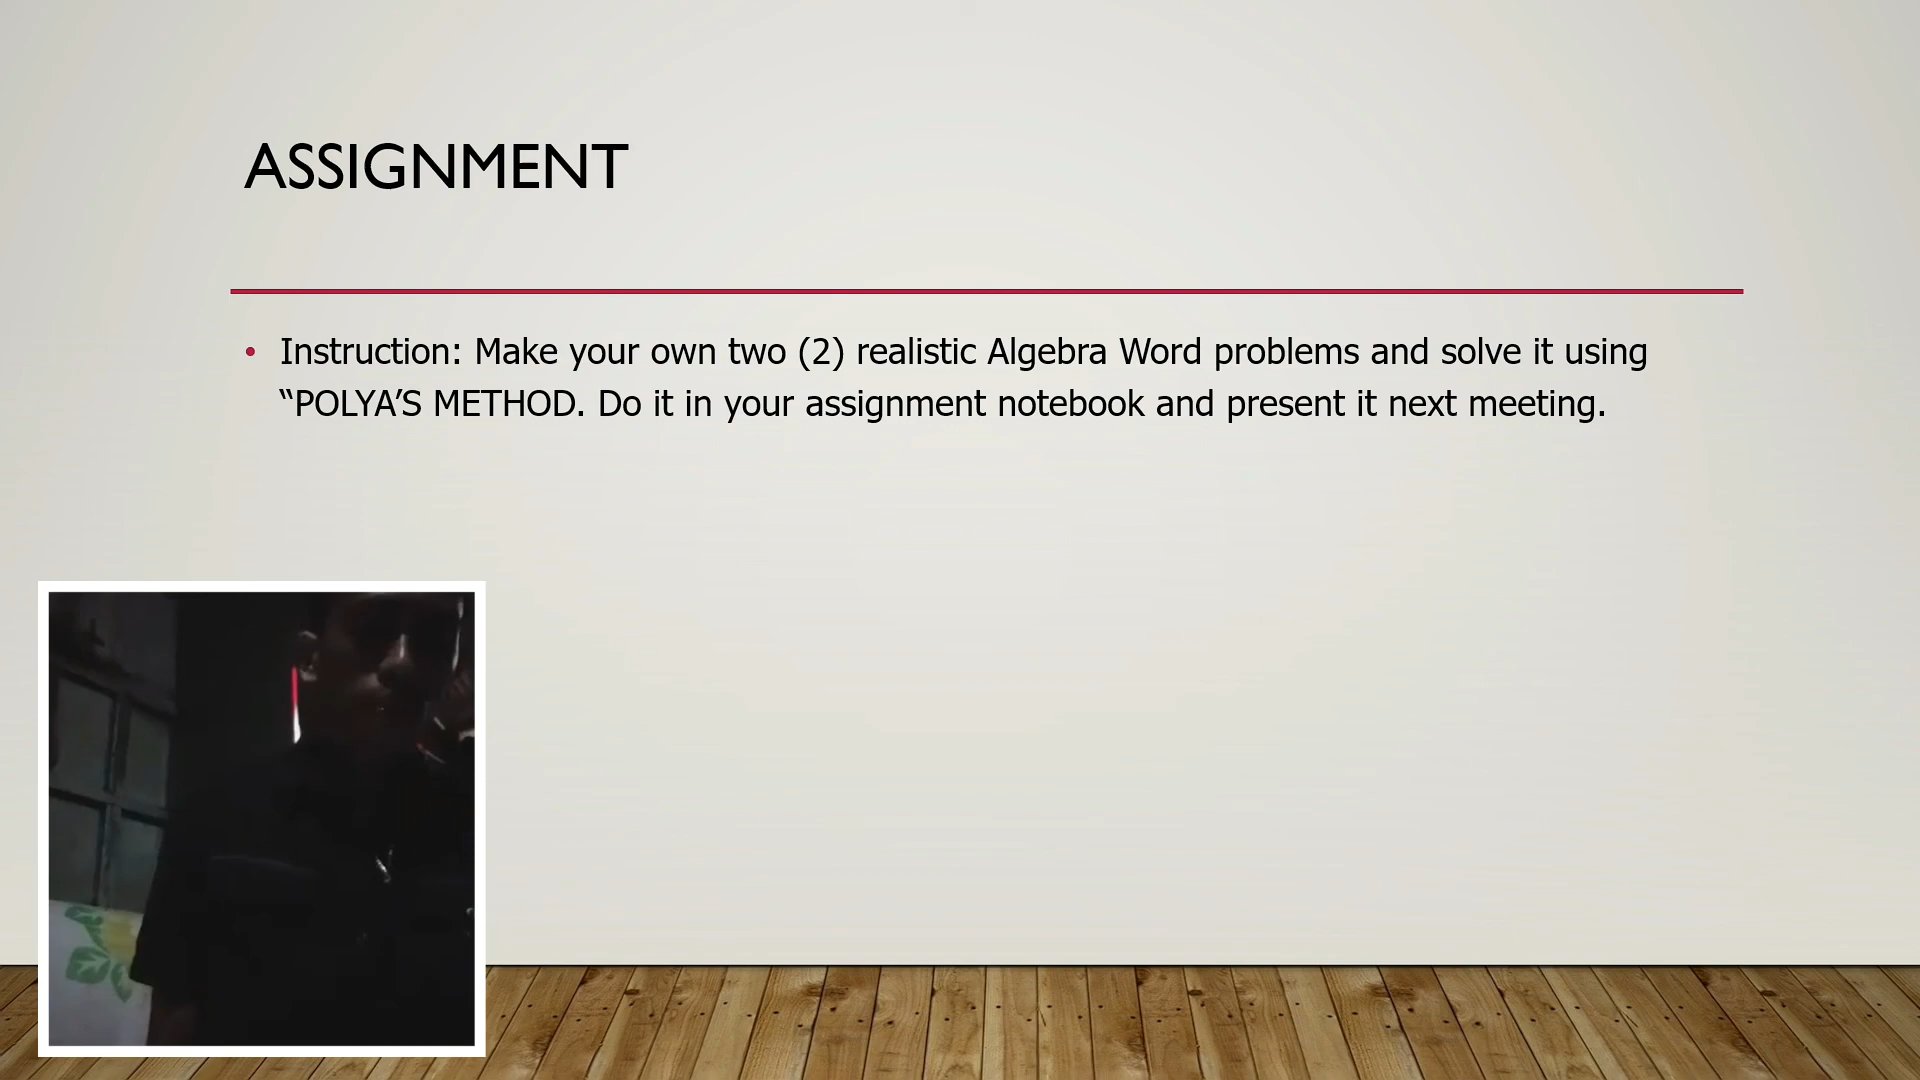 ASSIGNMENT
• Instruction: Make your own two (2) realistic Algebra Word problems and solve it using
“POLYA’S METHOD. Do it in your assignment notebook and present it next meeting.